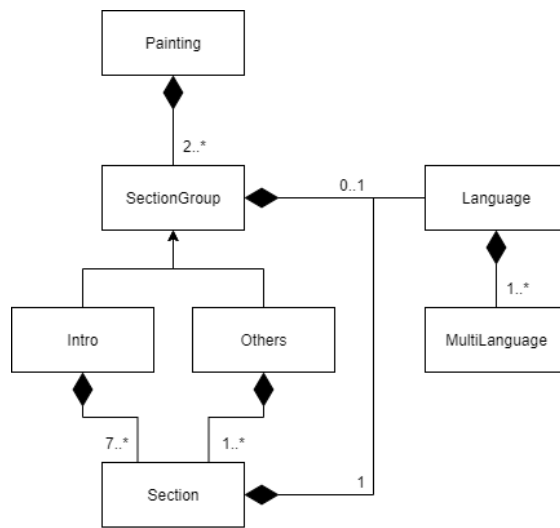 Painting
2..*
SectionGroup
0..1
Language
1..*
Intro
Others
MultiLanguage
7..*
1..*
Section
1